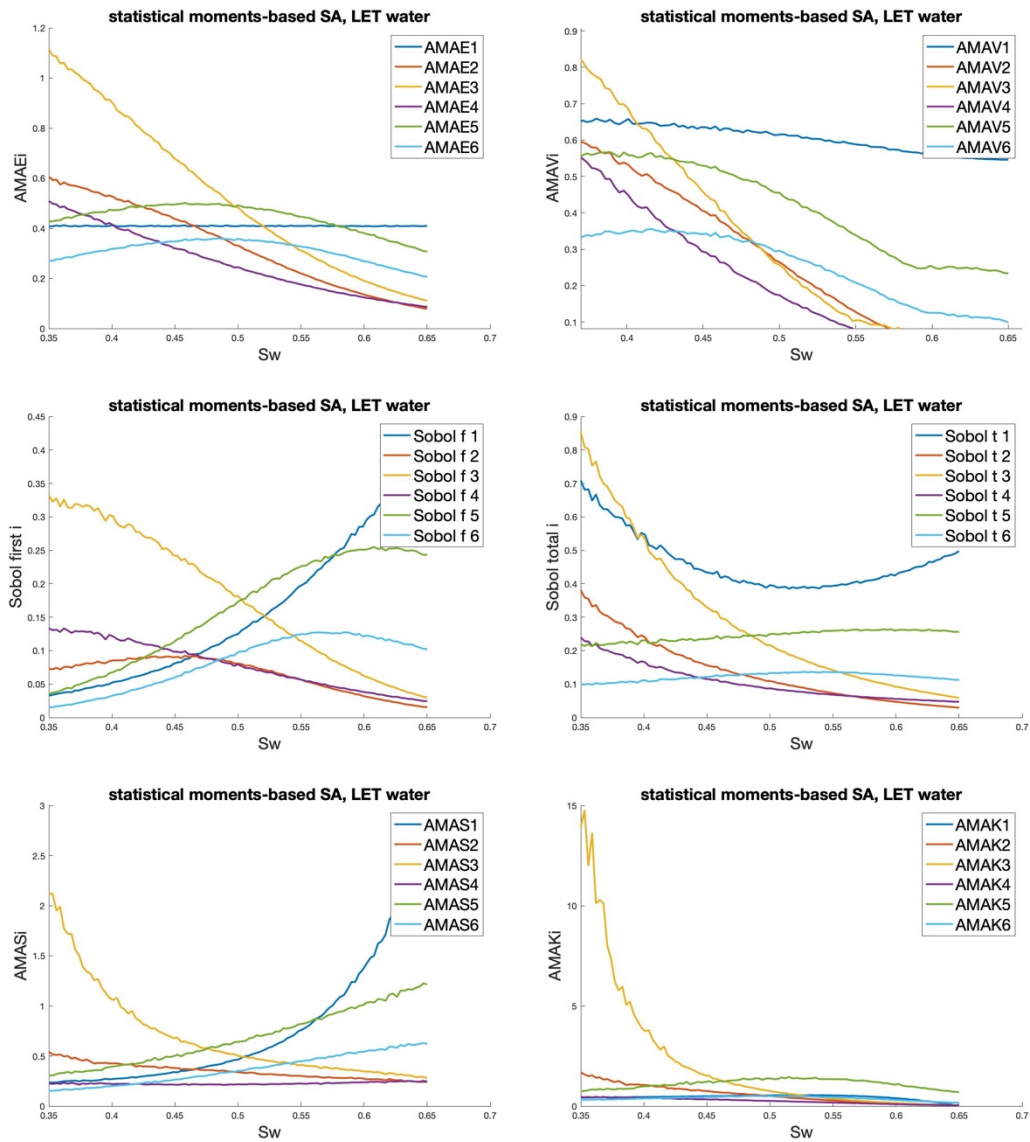 statistical moments-based SA, LET water
1.2
1
0.8
0.6
0.4
0.2
0
AMAEi
0.35
0.4
0.45
0.5
0.55
0.6
0.65
0.7
Sw
AMAE1
AMAE2
AMAE3
AMAE4
AMAE5
AMAE6
statistical moments-based SA, LET water
0.9
0.8
0.7
0.6
0.5
0.4
0.3
0.2
0.1
AMAVi
0.4
0.45
0.5
0.55
0.6
0.65
Sw
AMAV1
AMAV2
AMAV3
AMAV4
AMAV5
AMAV6
statistical moments-based SA, LET water
0.45
0.4
0.35
0.3
0.25
0.2
0.15
0.1
0.05
0
Sobol first i
0.35
0.4
0.45
0.5
0.55
0.6
0.65
0.7
Sw
Sobol f 1
Sobol f 2
Sobol f 3
Sobol f 4
Sobol f 5
Sobol f 6
statistical moments-based SA, LET water
0.9
0.8
0.7
0.6
0.5
0.4
0.3
0.2
0.1
0
Sobol total i
0.35
0.4
0.45
0.5
0.55
0.6
0.65
0.7
Sw
Sobol t 1
Sobol t 2
Sobol t 3
Sobol t 4
Sobol t 5
Sobol t 6
statistical moments-based SA, LET water
3
2.5
2
1.5
1
0.5
0
AMASi
0.35
0.4
0.45
0.5
0.55
0.6
0.65
0.7
Sw
AMAS1
AMAS2
AMAS3
AMAS4
AMAS5
AMAS6
statistical moments-based SA, LET water
15
10
5
0
AMAKi
0.35
0.4
0.45
0.5
0.55
0.6
0.65
0.7
Sw
AMAK1
AMAK2
AMAK3
AMAK4
AMAK5
AMAK6